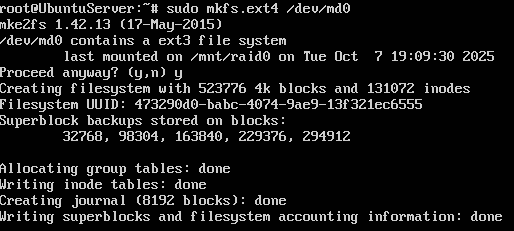 root@UbuntuServer:~# sudo mkfs.ext4 /dev/md0
mke2fs 1.42.13 (17-May-2015)
/dev/md0 contains a ext3 file system
        last mounted on /mnt/raid0 on Tue Oct  7 19:09:30 2025
Proceed anyway? (y,n) y
Creating filesystem with 523776 4k blocks and 131072 inodes
Filesystem UUID: 473290d0-babc-4074-9ae9-13f321ec6555
Superblock backups stored on blocks:
        32768, 98304, 163840, 229376, 294912
Allocating group tables: done
Writing inode tables: done
Creating journal (8192 blocks): done
Writing superblocks and filesystem accounting information: done